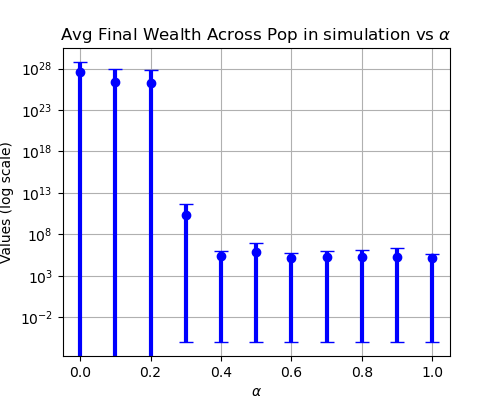 Avg Final Wealth Across Pop in simulation vs α
Values (log scale)
10^28
10^23
10^18
10^13
10^8
10^3
10^−2
0.0 0.2 0.4 0.6 0.8 1.0
α